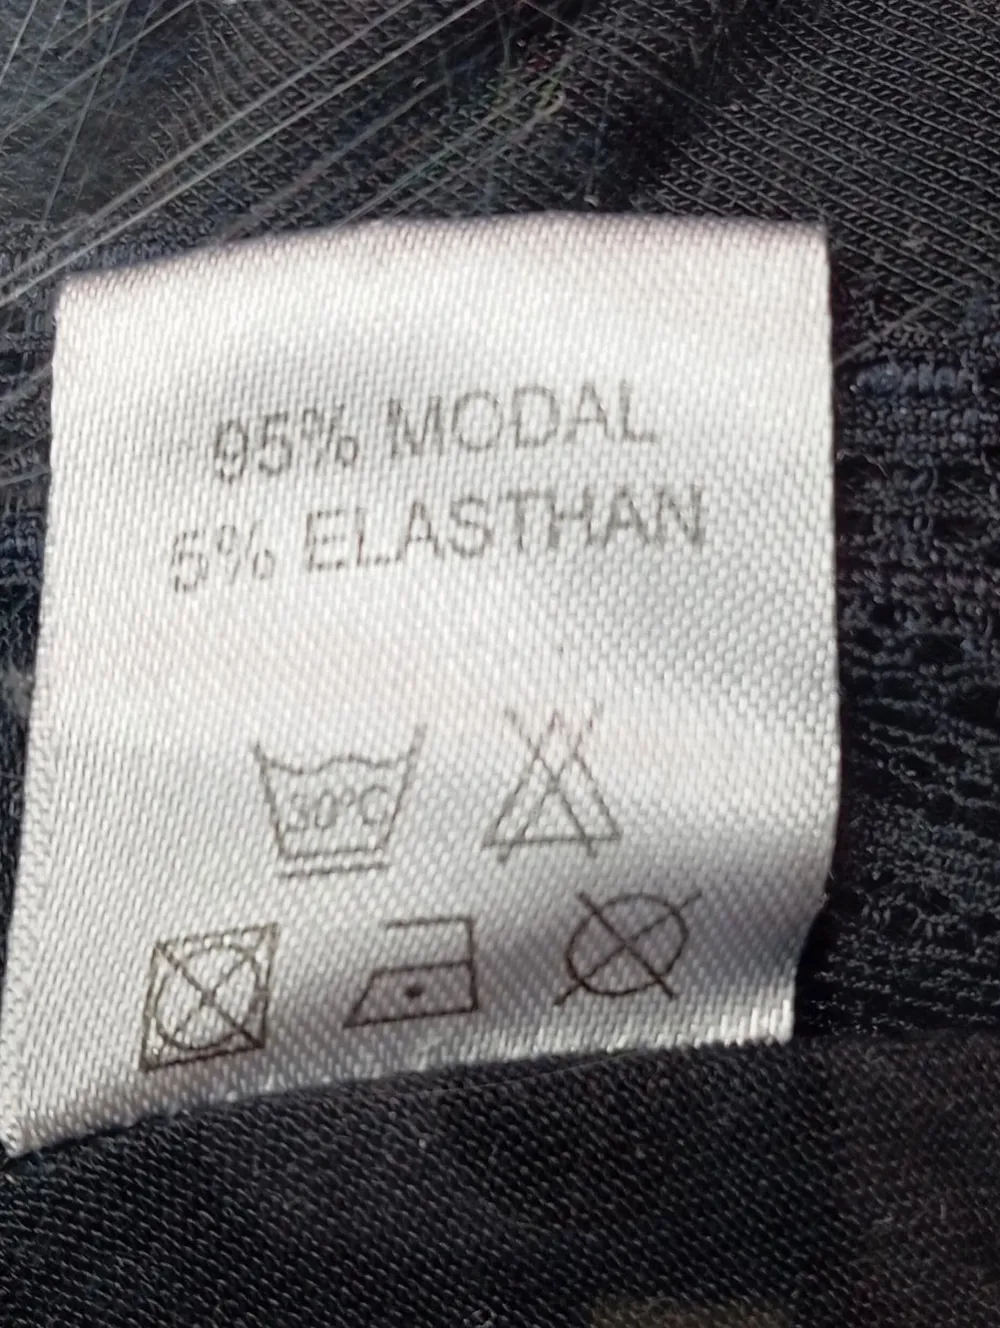 95% MODAL
5% ELASTHAN
30°C